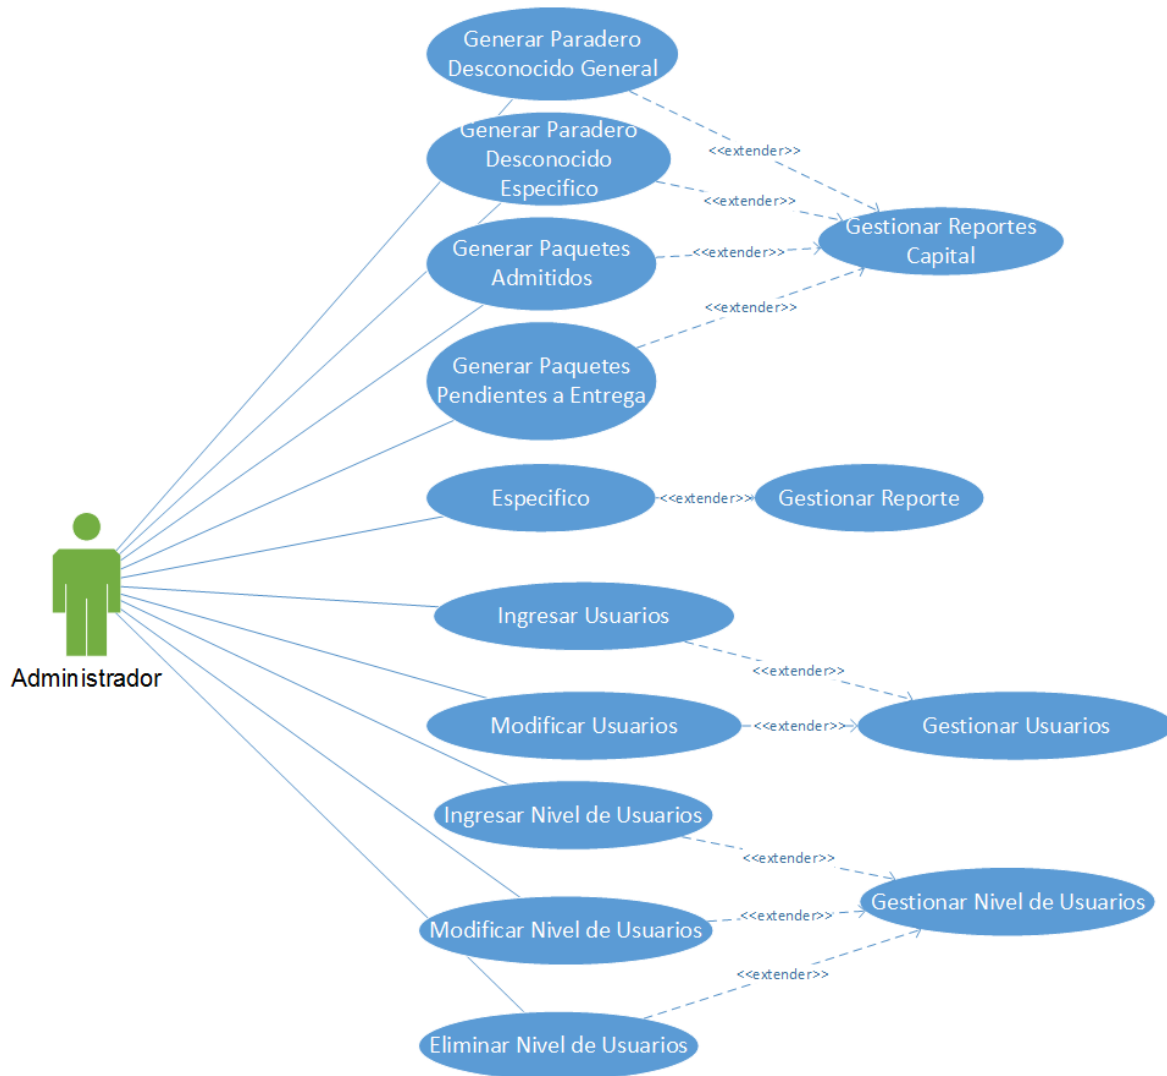 Generar Paradero
Desconocido General
<<extender>>
Generar Paradero
Desconocido
Especifico
<<extender>>
Gestionar Reportes
Capital
Generar Paquetes
Admitidos
<<extender>>
<<extender>>
Generar Paquetes
Pendientes a Entrega
Especifico
<<extender>>
Gestionar Reporte
Administrador
Ingresar Usuarios
<<extender>>
Modificar Usuarios
<<extender>>
Gestionar Usuarios
Ingresar Nivel de Usuarios
<<extender>>
Gestionar Nivel de Usuarios
Modificar Nivel de Usuarios
<<extender>>
<<extender>>
Eliminar Nivel de Usuarios